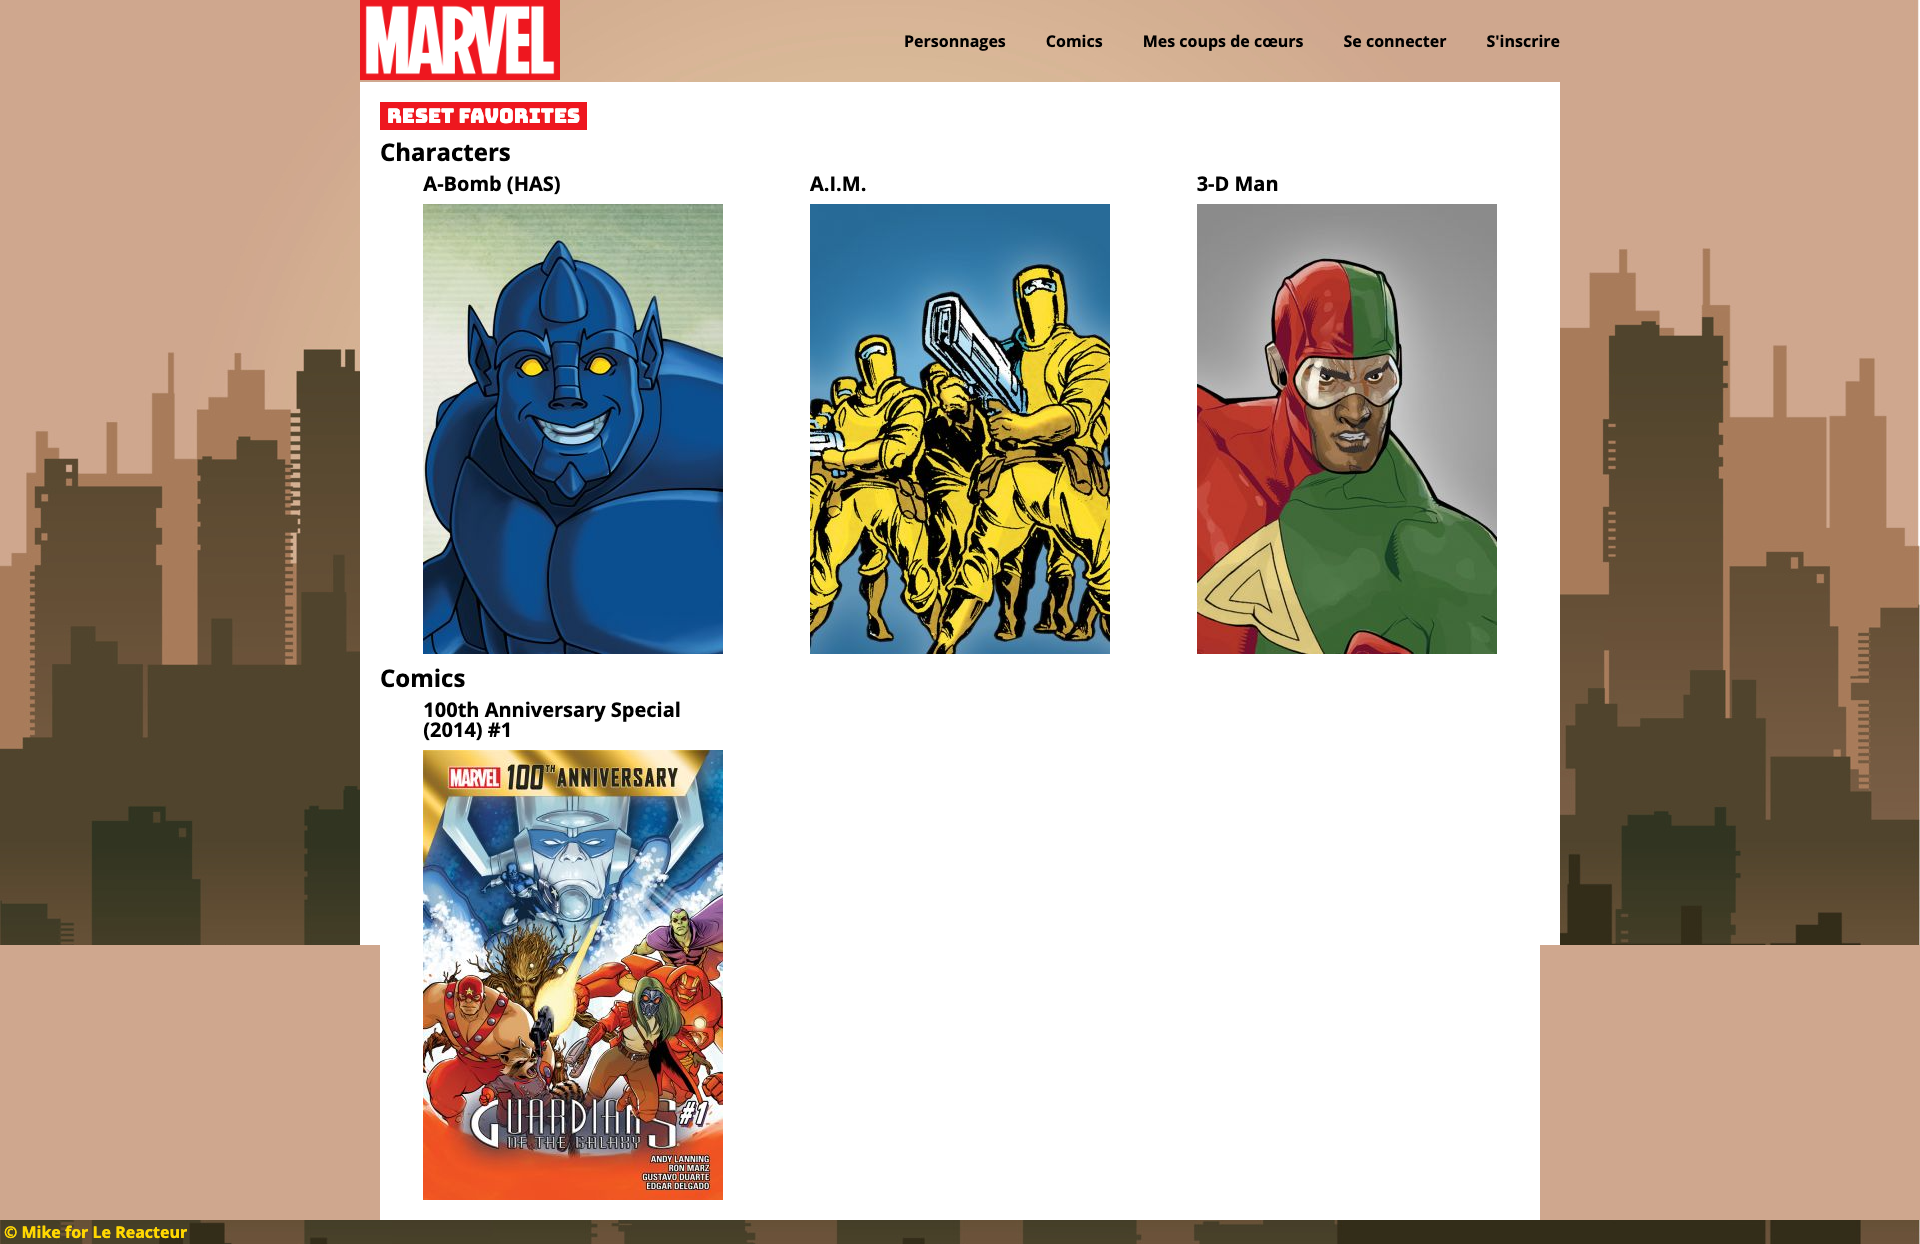 MARVEL
Personnages Comics Mes coups de cœurs Se connecter S'inscrire
RESET FAVORITES
Characters
A-Bomb (HAS) A.I.M. 3-D Man
Comics
100th Anniversary Special
(2014) #1
MARVEL 100TH ANNIVERSARY
GUARDIANS #1
OF THE GALAXY
ANDY LANNING
RON MARZ
GUSTAVO DUARTE
EDGAR DELGADO
© Mike for Le Reacteur